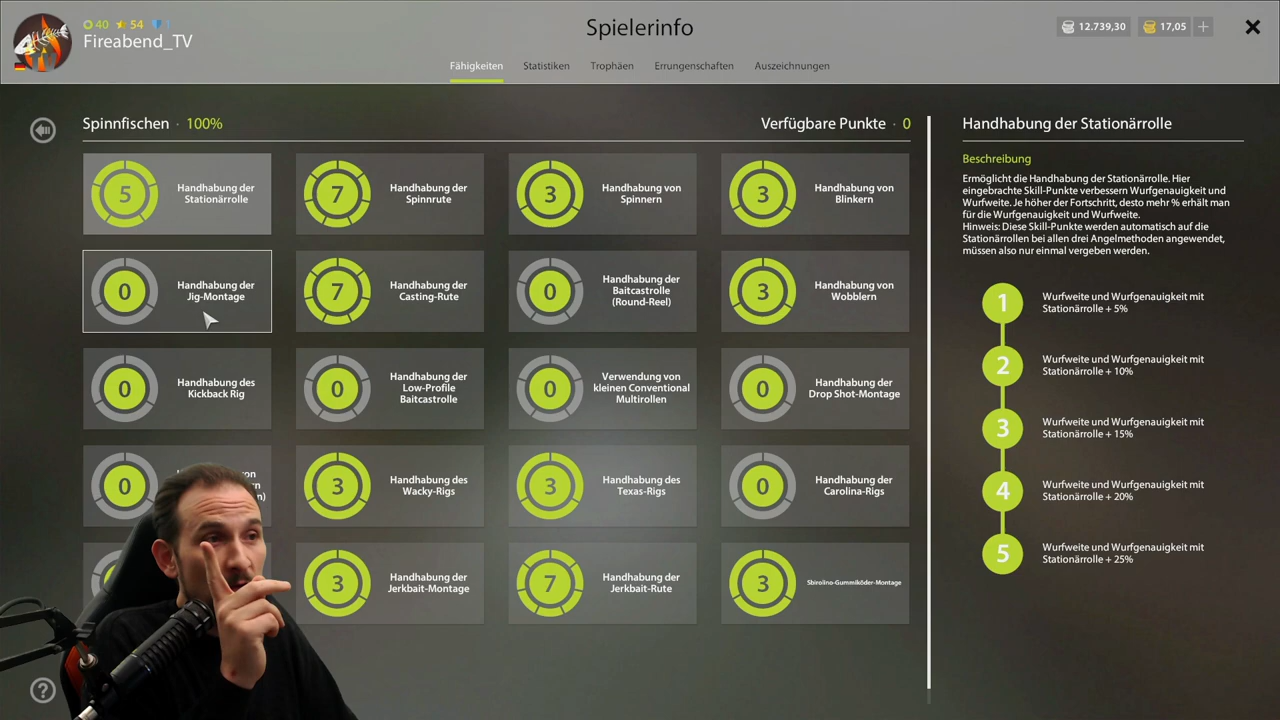 40 54
Fireabend_TV
Spielerinfo
12.739,30
17,05
Fähigkeiten
Statistiken
Trophäen
Errungenschaften
Auszeichnungen
Spinnfischen · 100%
Verfügbare Punkte · 0
5
Handhabung der
Stationärrolle
7
Handhabung der
Spinnrute
3
Handhabung von
Spinnern
3
Handhabung von
Blinkern
0
Handhabung der
Jig-Montage
7
Handhabung der
Casting-Rute
0
Handhabung der
Baitcastrolle
(Round-Reel)
3
Handhabung von
Wobblern
0
Handhabung des
Kickback Rig
0
Handhabung der
Low-Profile
Baitcastrolle
0
Verwendung von
kleinen Conventional
Multirollen
0
Handhabung der
Drop Shot-Montage
0
3
Handhabung des
Wacky-Rigs
3
Handhabung des
Texas-Rigs
0
Handhabung der
Carolina-Rigs
3
Handhabung der
Jerkbait-Montage
7
Handhabung der
Jerkbait-Rute
3
Sbirolino-Gummiköder-Montage
Handhabung der Stationärrolle
Beschreibung
Ermöglicht die Handhabung der Stationärrolle. Hier
eingebrachte Skill-Punkte verbessern Wurfgenauigkeit und
Wurfweite. Je höher der Fortschritt, desto mehr % erhält man
für die Wurfgenauigkeit und Wurfweite.
Hinweis: Diese Skill-Punkte werden automatisch auf die
Stationärrollen bei allen drei Angelmethoden angewendet,
müssen also nur einmal vergeben werden.
1
Wurfweite und Wurfgenauigkeit mit
Stationärrolle + 5%
2
Wurfweite und Wurfgenauigkeit mit
Stationärrolle + 10%
3
Wurfweite und Wurfgenauigkeit mit
Stationärrolle + 15%
4
Wurfweite und Wurfgenauigkeit mit
Stationärrolle + 20%
5
Wurfweite und Wurfgenauigkeit mit
Stationärrolle + 25%
?